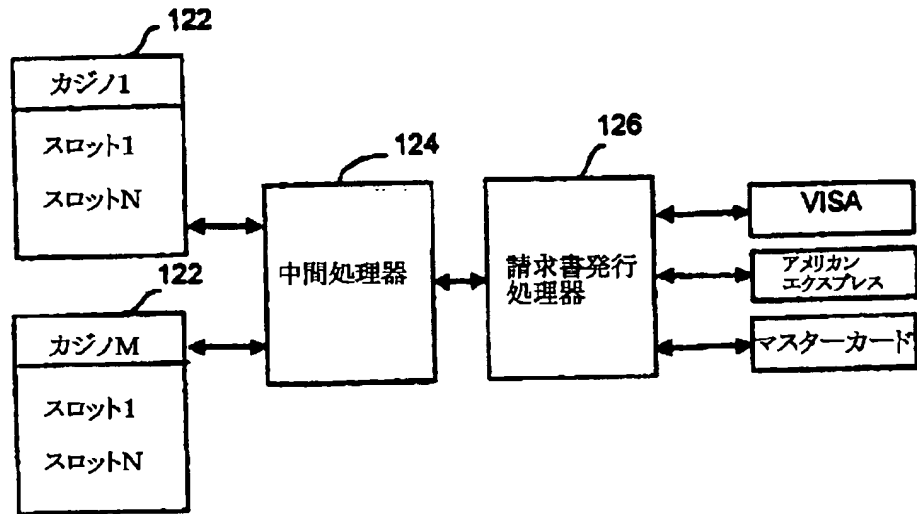 122
カジノ1
スロット1
スロットN
122
カジノM
スロット1
スロットN
124
中間処理器
126
請求書発行
処理器
VISA
アメリカン
エクスプレス
マスターカード